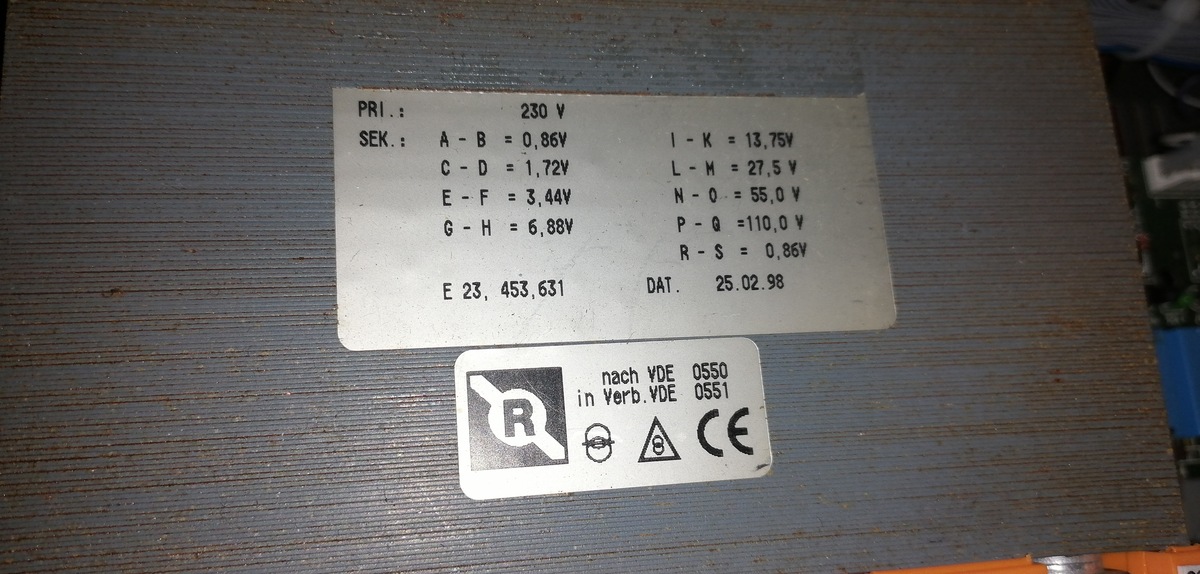 PRI.: 230 V
SEK.: A - B = 0,86V I - K = 13,75V
C - D = 1,72V L - M = 27,5 V
E - F = 3,44V N - O = 55,0 V
G - H = 6,88V P - Q =110,0 V
R - S = 0,86V
E 23, 453,631 DAT. 25.02.98
nach VDE 0550
in Verb.VDE 0551
R
CE